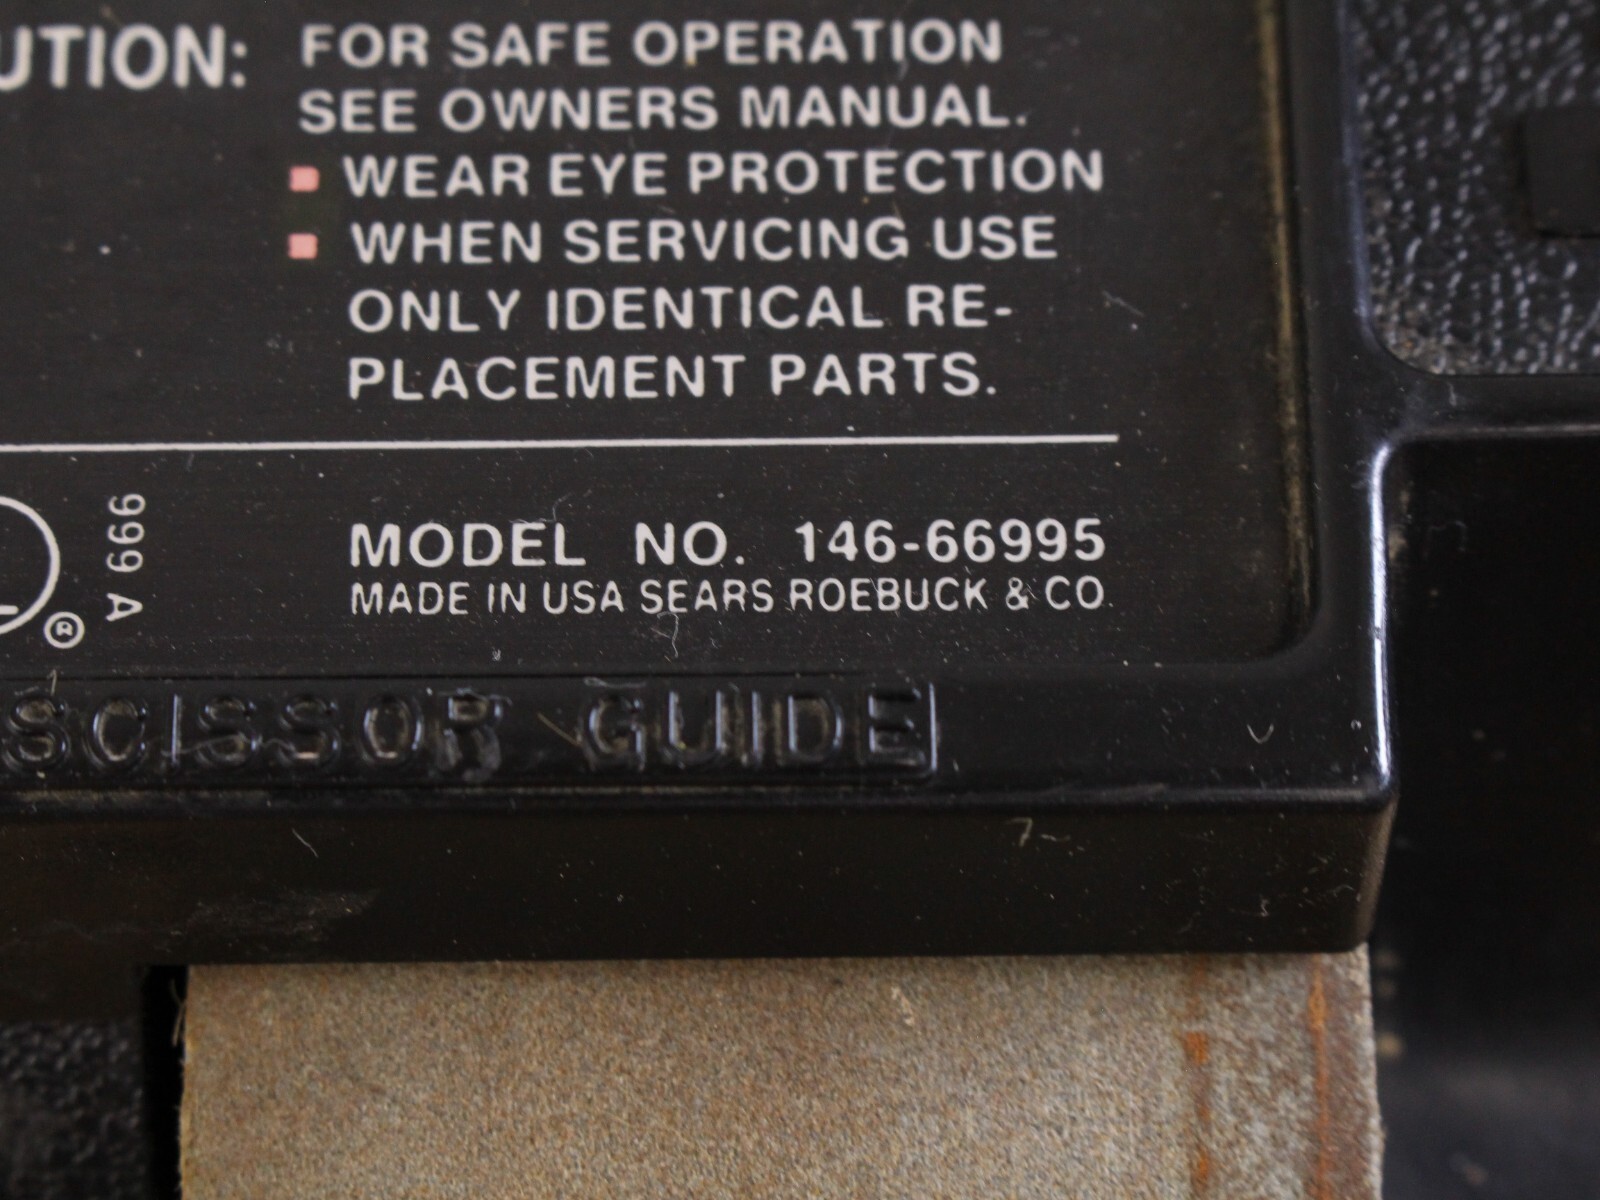 UTION: FOR SAFE OPERATION
SEE OWNERS MANUAL.
WEAR EYE PROTECTION
WHEN SERVICING USE
ONLY IDENTICAL RE-
PLACEMENT PARTS.
999 A
®
MODEL NO. 146-66995
MADE IN USA SEARS ROEBUCK & CO.
SCISSOR GUIDE